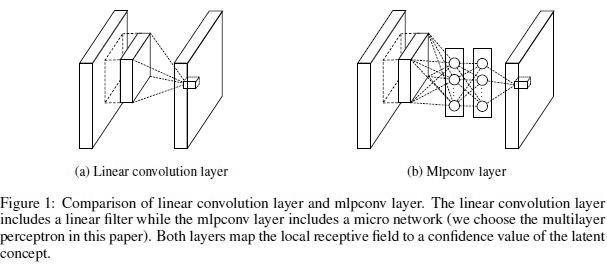 (a) Linear convolution layer
(b) Mlpconv layer
Figure 1: Comparison of linear convolution layer and mlpconv layer. The linear convolution layer
includes a linear filter while the mlpconv layer includes a micro network (we choose the multilayer
perceptron in this paper). Both layers map the local receptive field to a confidence value of the latent
concept.